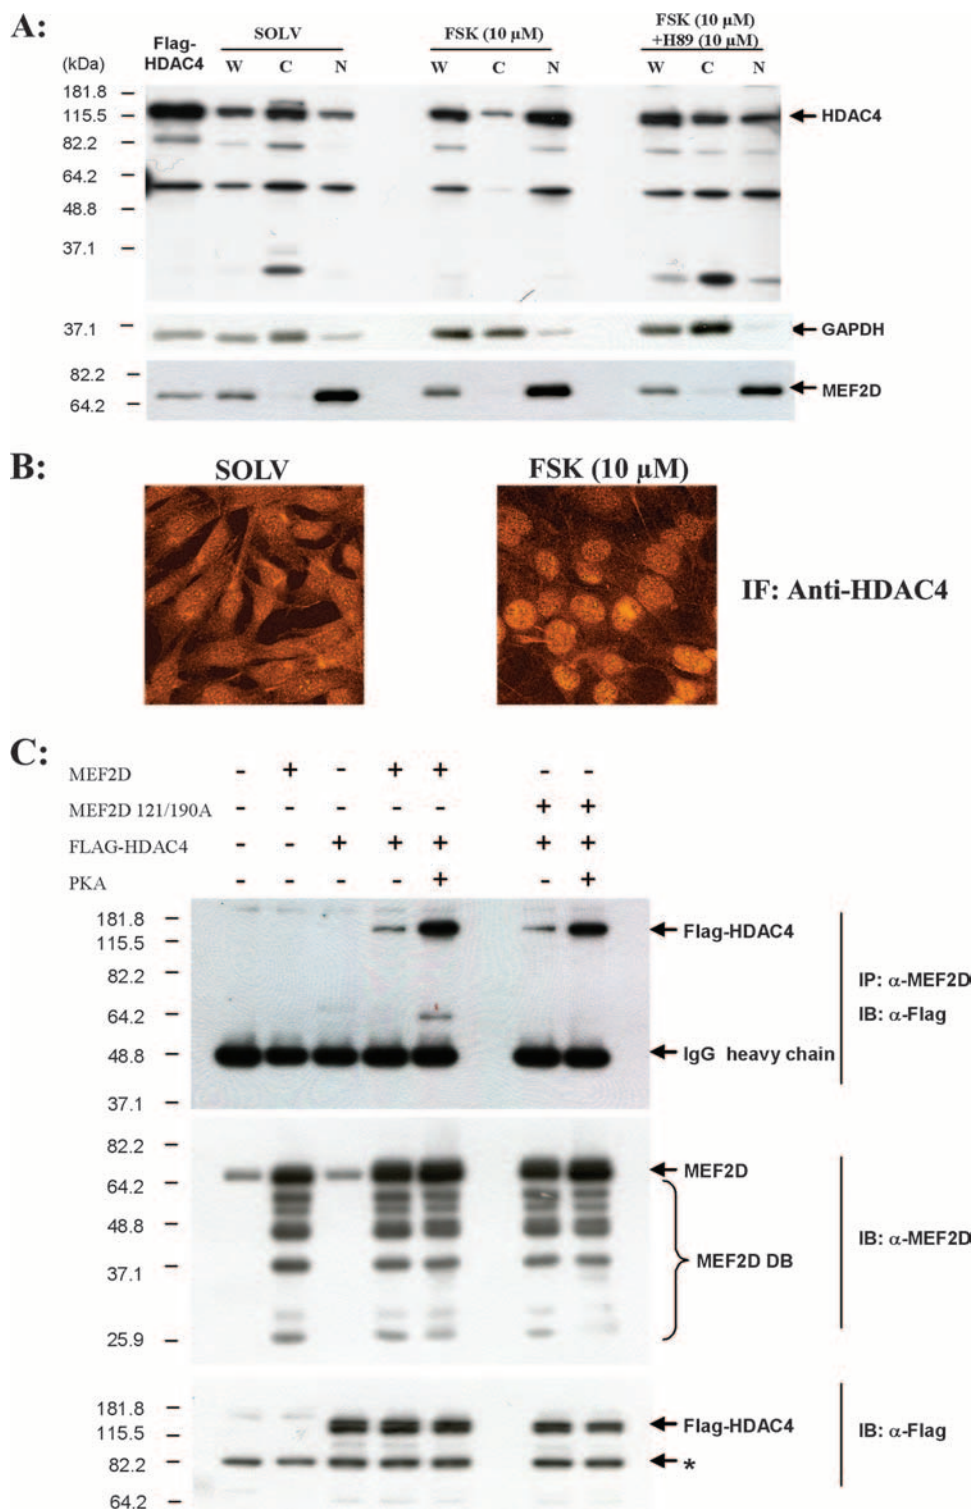 A:
Flag-
HDAC4
(kDa)
SOLV
FSK (10 µM)
FSK (10 µM)
+H89 (10 µM)
W C N W C N W C N
181.8
115.5
82.2
64.2
48.8
37.1
HDAC4
37.1
GAPDH
82.2
64.2
MEF2D
B:
SOLV
FSK (10 µM)
IF: Anti-HDAC4
C:
MEF2D - + - + + - -
MEF2D 121/190A - - - - - + +
FLAG-HDAC4 - - + + + + +
PKA - - - - + - +
181.8
115.5
82.2
64.2
48.8
37.1
Flag-HDAC4
IgG heavy chain
IP: α-MEF2D
IB: α-Flag
82.2
64.2
48.8
37.1
25.9
MEF2D
MEF2D DB
IB: α-MEF2D
181.8
115.5
82.2
64.2
Flag-HDAC4
*
IB: α-Flag